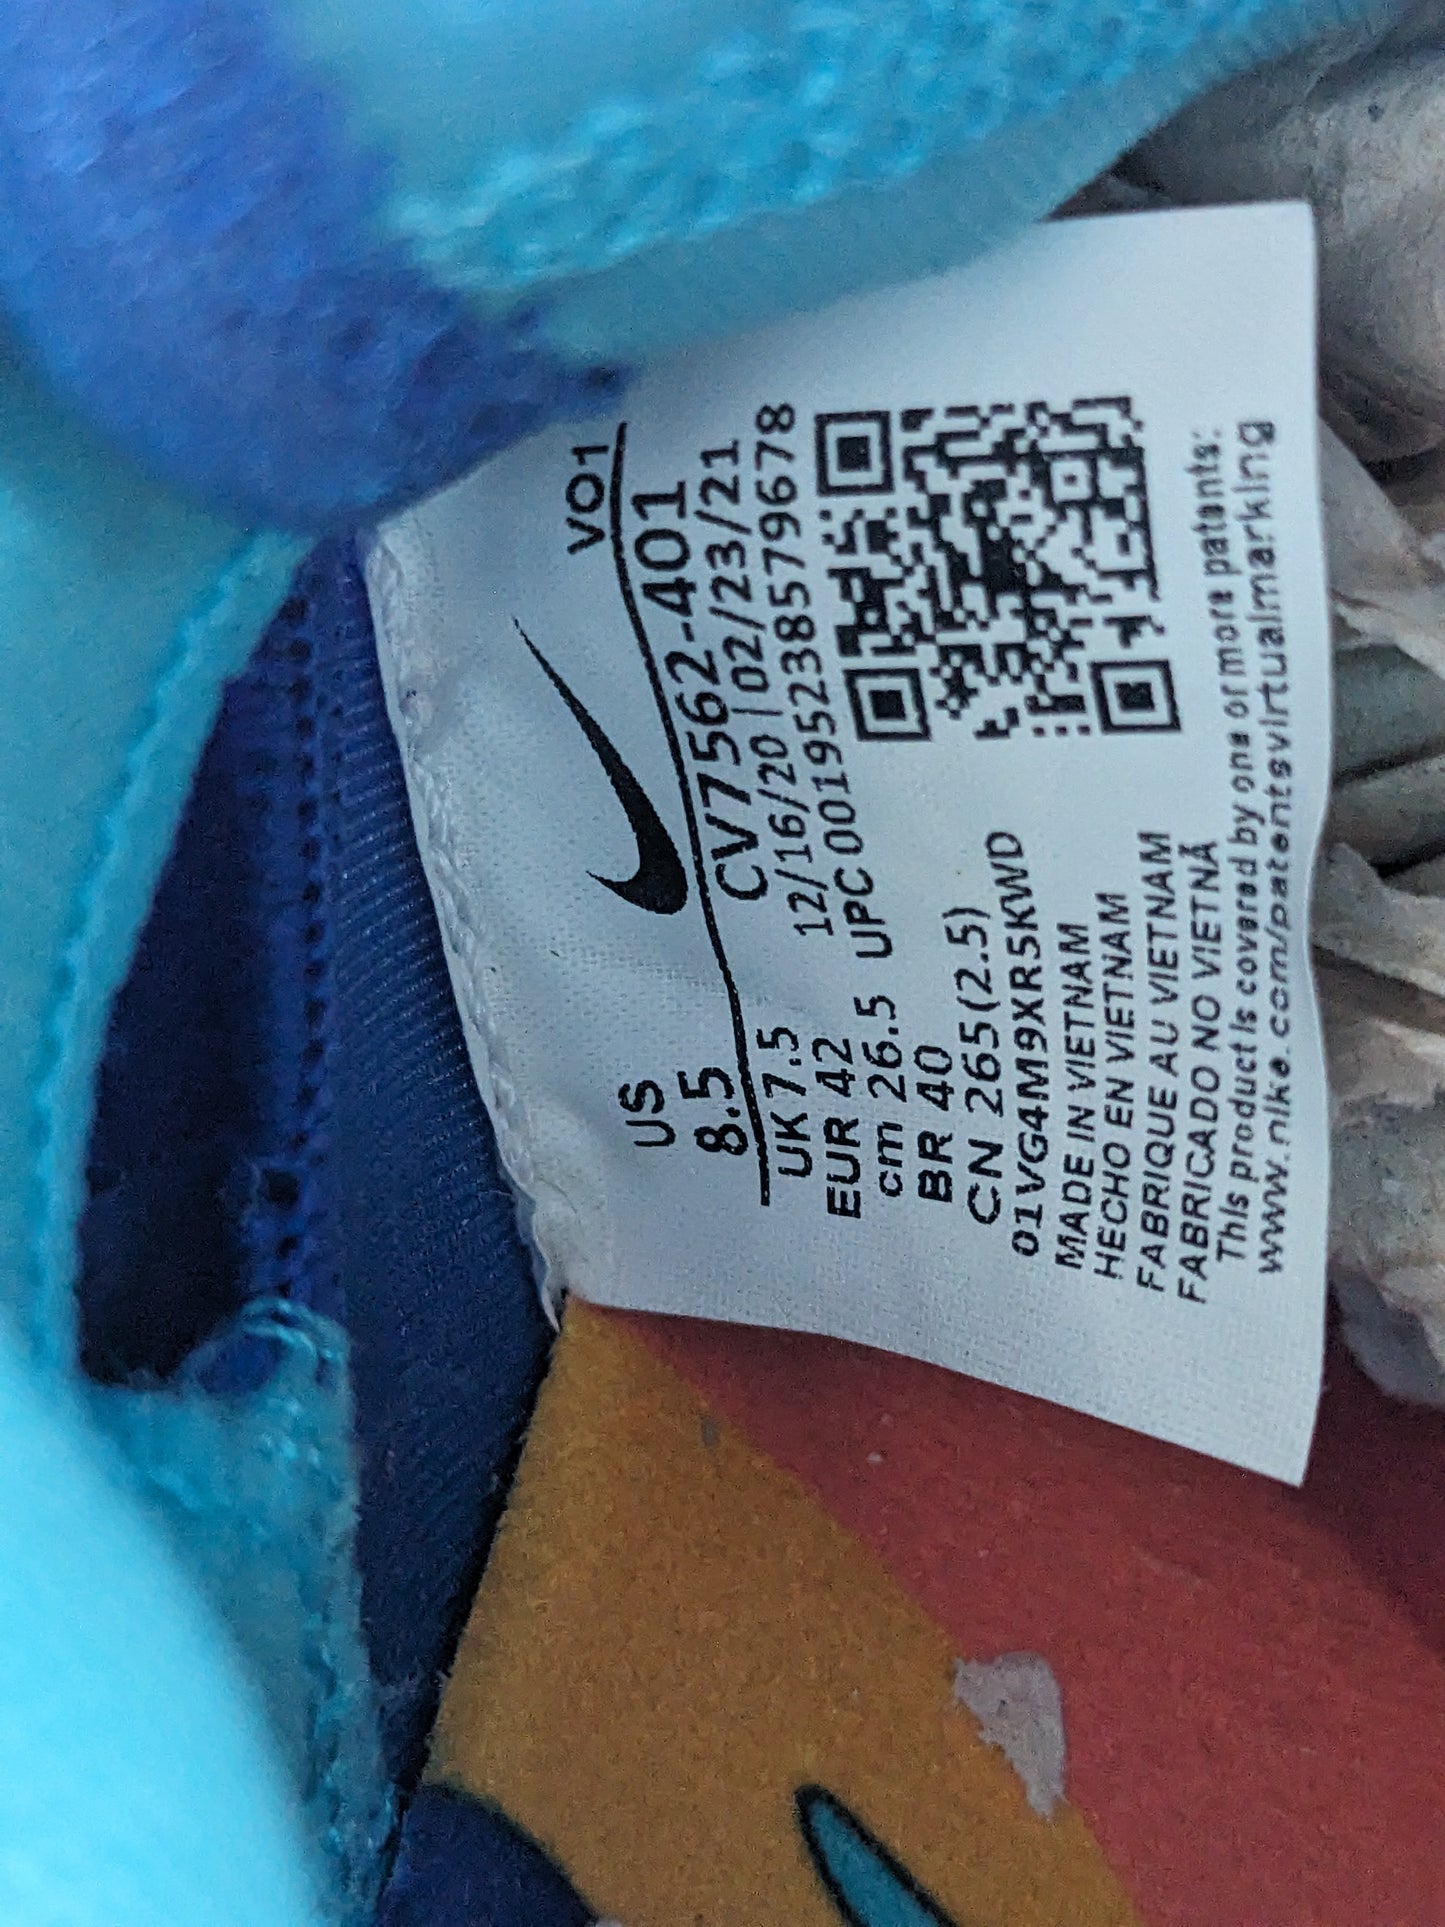 VO1
US
8.5 CV7562-401
UK 7.5 12/16/20 | 02/23/21
EUR 42 UPC 00195238579678
cm 26.5
BR 40
CN 265(2.5)
01VG4M9XR5KWD
MADE IN VIETNAM
HECHO EN VIETNAM
FABRIQUE AU VIETNAM
FABRICADO NO VIETNÃ
This product is covered by one or more patents:
www.nike.com/patentsvirtualmarking